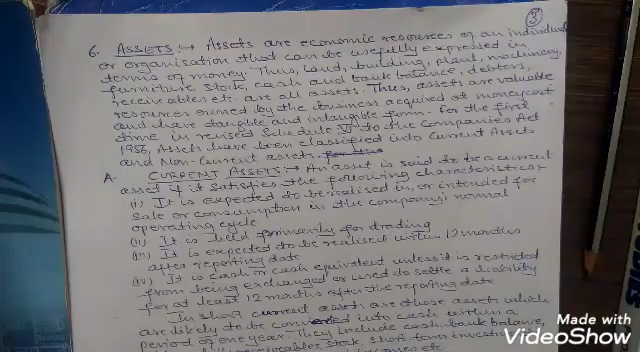 3
6. ASSETS :→ Assets are economic resources of an individual
or organisation that can be usefully expressed in
terms of money. Thus, land, building, plant, machinery,
furniture, stock, cash and bank balance, debtors,
receivables etc. are all assets. Thus, assets are valuable
resources owned by the business acquired at money cost
and have tangible and intangible form. For the first
time in revised Schedule VI to the Companies Act
1956, Assets have been classified into Current Assets
and Non-Current assets.
A. CURRENT ASSETS :→ An asset is said to be a current
asset if it satisfies the following characteristics:
(i) It is expected to be realised in, or intended for
sale or consumption in the company's normal
operating cycle
(ii) It is held primarily for trading
(iii) It is expected to be realised within 12 months
after reporting date
(iv) It is cash or cash equivalent unless it is restricted
from being exchanged or used to settle a liability
for at least 12 months after the reporting date
In short current assets are those assets which
are likely to be converted into cash within a
period of one year. They include cash, bank balance,
receivables, stock, short term
etc.
Made with
VideoShow